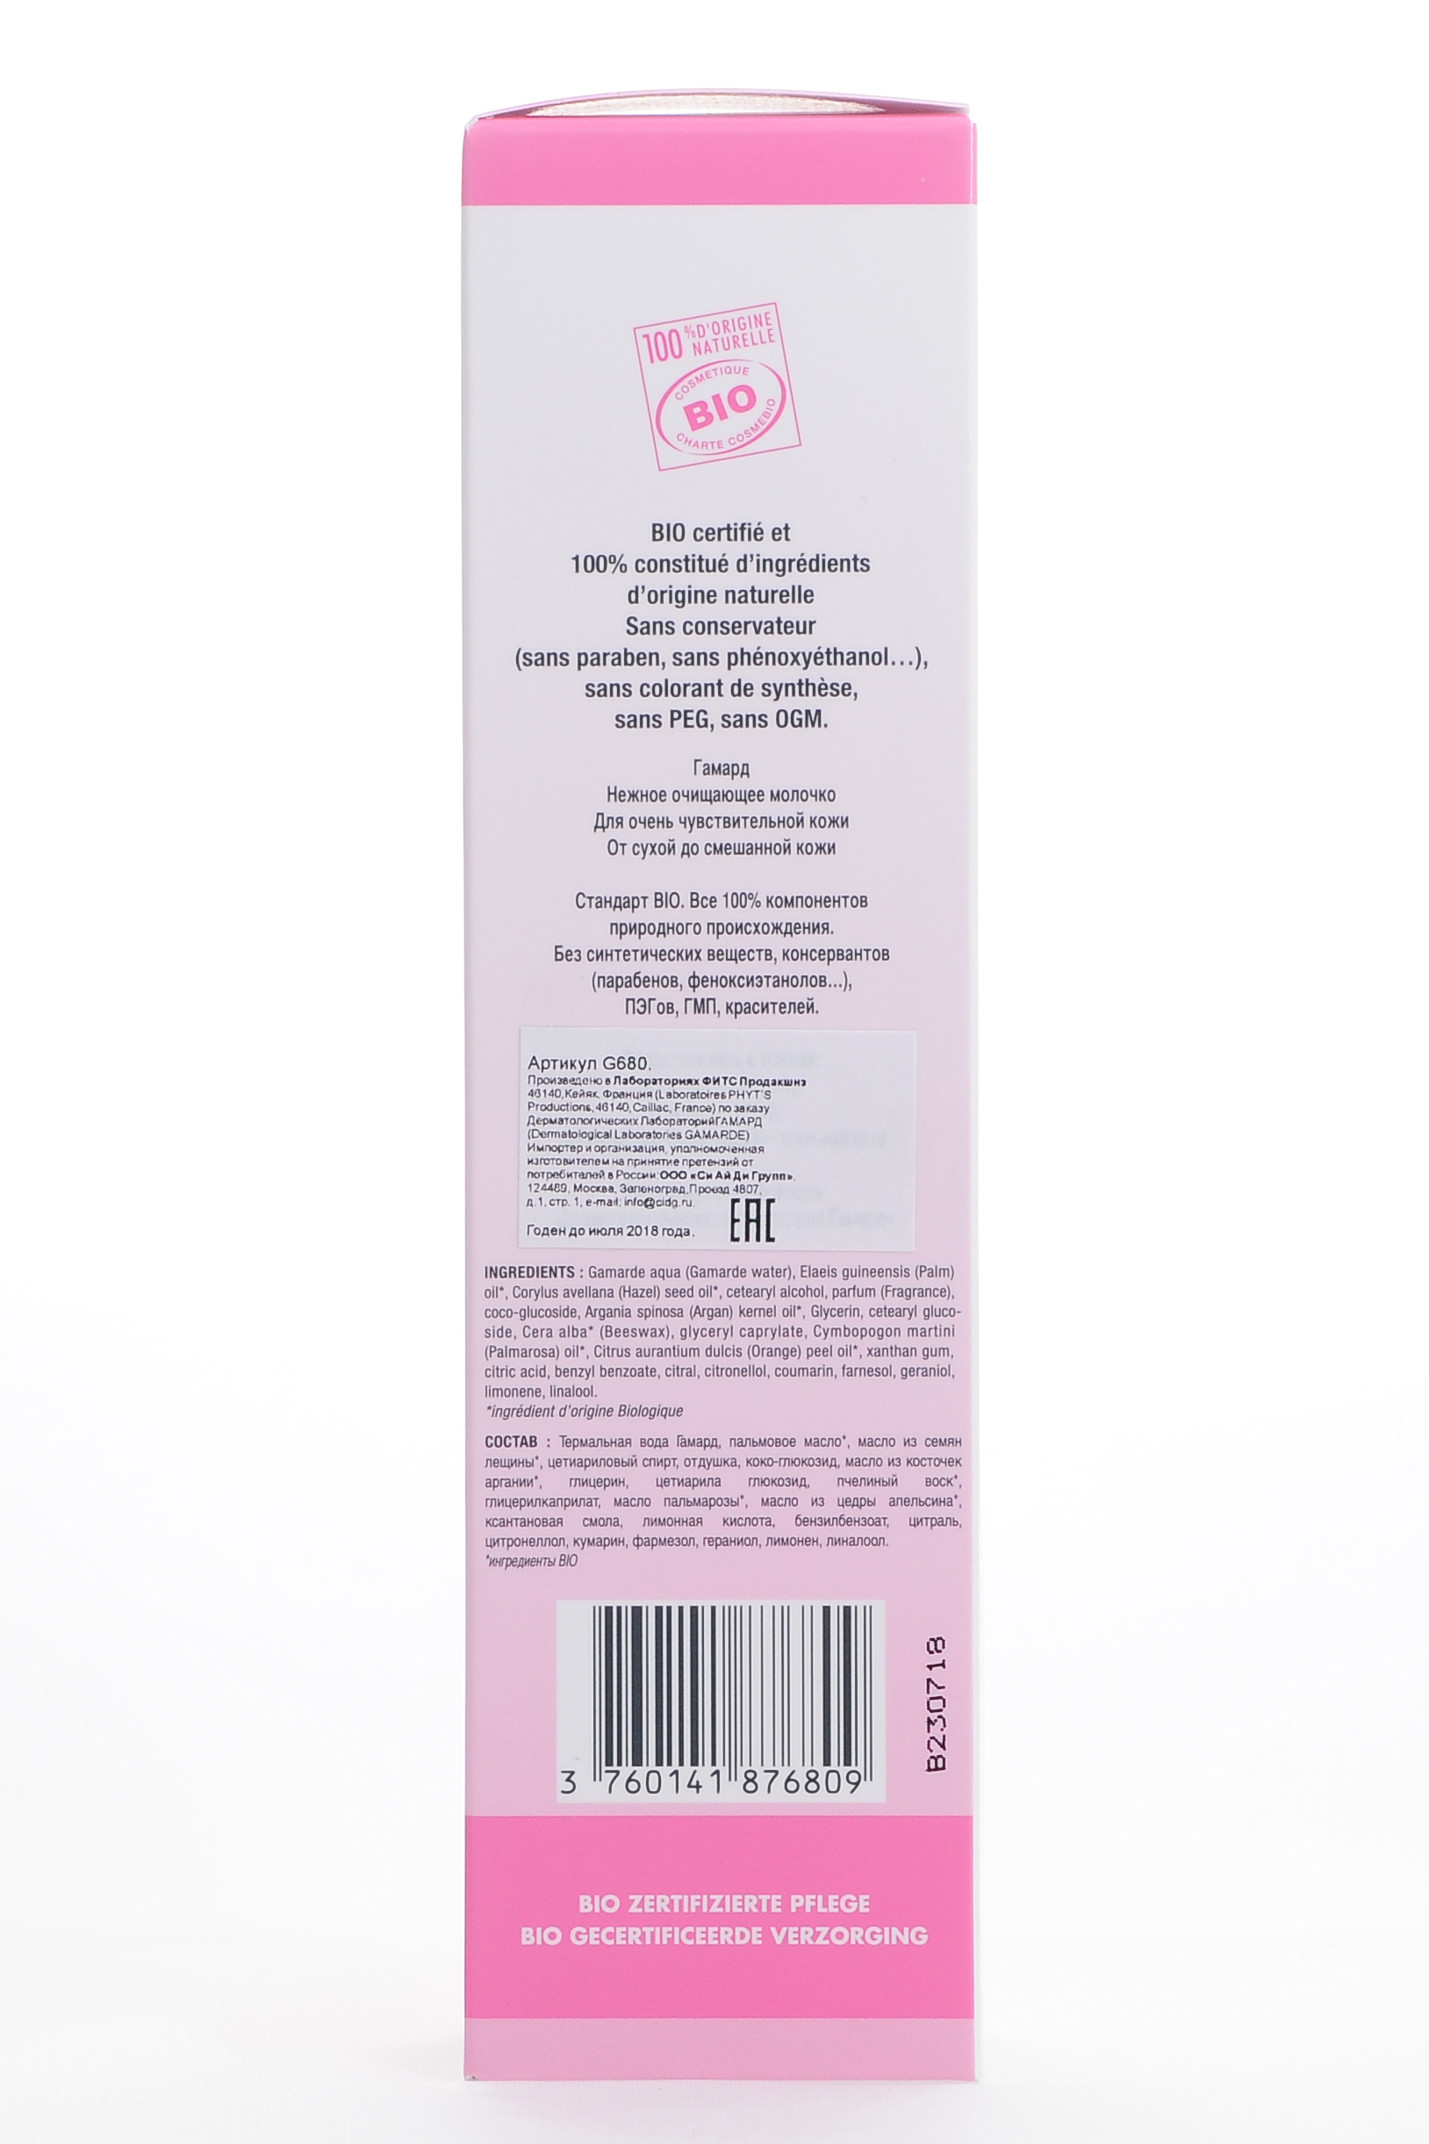 100 %D'ORIGINE
NATURELLE
COSMETIQUE
BIO
CHARTE COSMEBIO
BIO certifié et
100% constitué d'ingrédients
d'origine naturelle
Sans conservateur
(sans paraben, sans phénoxyéthanol...),
sans colorant de synthèse,
sans PEG, sans OGM.
Гамард
Нежное очищающее молочко
Для очень чувствительной кожи
От сухой до смешанной кожи
Стандарт BIO. Все 100% компонентов
природного происхождения.
Без синтетических веществ, консервантов
(парабенов, феноксиэтанолов...),
ПЭГов, ГМП, красителей.
Артикул G680.
Произведено в Лабораториях ФИТС Продакшнз
46140, Кейяк, Франция (Laboratoires PHYT'S
Productions, 46140, Caillac, France) по заказу
Дерматологических Лабораторий ГАМАРД
(Dermatological Laboratories GAMARDE)
Импортер и организация, уполномоченная
изготовителем на принятие претензий от
потребителей в России: ООО «Си Ай Ди Групп».
124489, Москва, Зеленоград, Проезд 4807,
д.1, стр. 1, e-mail: info@cidg.ru.
Годен до июля 2018 года.
EAC
INGREDIENTS : Gamarde aqua (Gamarde water), Elaeis guineensis (Palm)
oil*, Corylus avellana (Hazel) seed oil*, cetearyl alcohol, parfum (Fragrance),
coco-glucoside, Argania spinosa (Argan) kernel oil*, Glycerin, cetearyl gluco-
side, Cera alba* (Beeswax), glyceryl caprylate, Cymbopogon martini
(Palmarosa) oil*, Citrus aurantium dulcis (Orange) peel oil*, xanthan gum,
citric acid, benzyl benzoate, citral, citronellol, coumarin, farnesol, geraniol,
limonene, linalool.
*ingrédient d'origine Biologique
СОСТАВ : Термальная вода Гамард, пальмовое масло*, масло из семян
лещины*, цетиариловый спирт, отдушка, коко-глюкозид, масло из косточек
аргании*, глицерин, цетиарила глюкозид, пчелиный воск*,
глицерилкаприлат, масло пальмарозы*, масло из цедры апельсина*,
ксантановая смола, лимонная кислота, бензилбензоат, цитраль,
цитронеллол, кумарин, фармезол, гераниол, лимонен, линалоол.
*ингредиенты BIO
3 760141 876809
B230718
BIO ZERTIFIZIERTE PFLEGE
BIO GECERTIFICEERDE VERZORGING